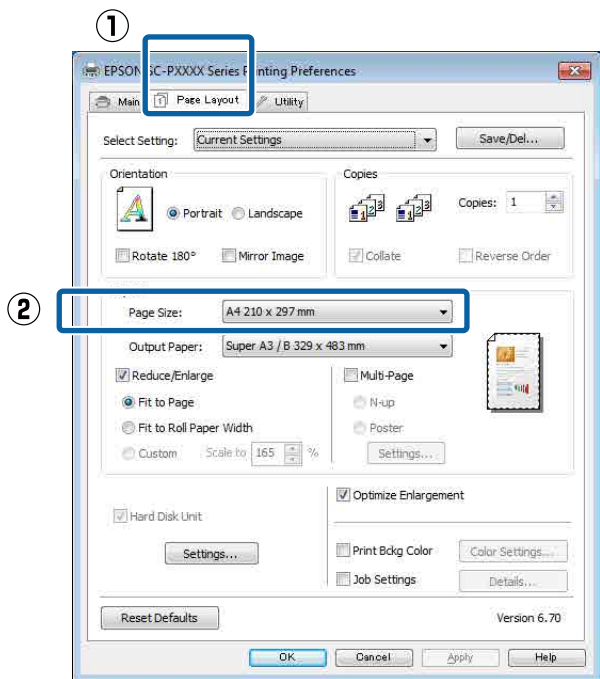 ①
EPSON SC-PXXXX Series Printing Preferences
Main Page Layout Utility
Select Setting: Current Settings Save/Del...
Orientation Copies
Portrait Landscape Copies: 1
Rotate 180° Mirror Image Collate Reverse Order
②
Page Size: A4 210 x 297 mm
Output Paper: Super A3 / B 329 x 483 mm
Reduce/Enlarge Multi-Page
Fit to Page N-up
Fit to Roll Paper Width Poster
Custom Scale to 165 % Settings...
Optimize Enlargement
Hard Disk Unit
Settings... Print Bckg Color Color Settings...
Job Settings Details...
Reset Defaults Version 6.70
OK Cancel Apply Help